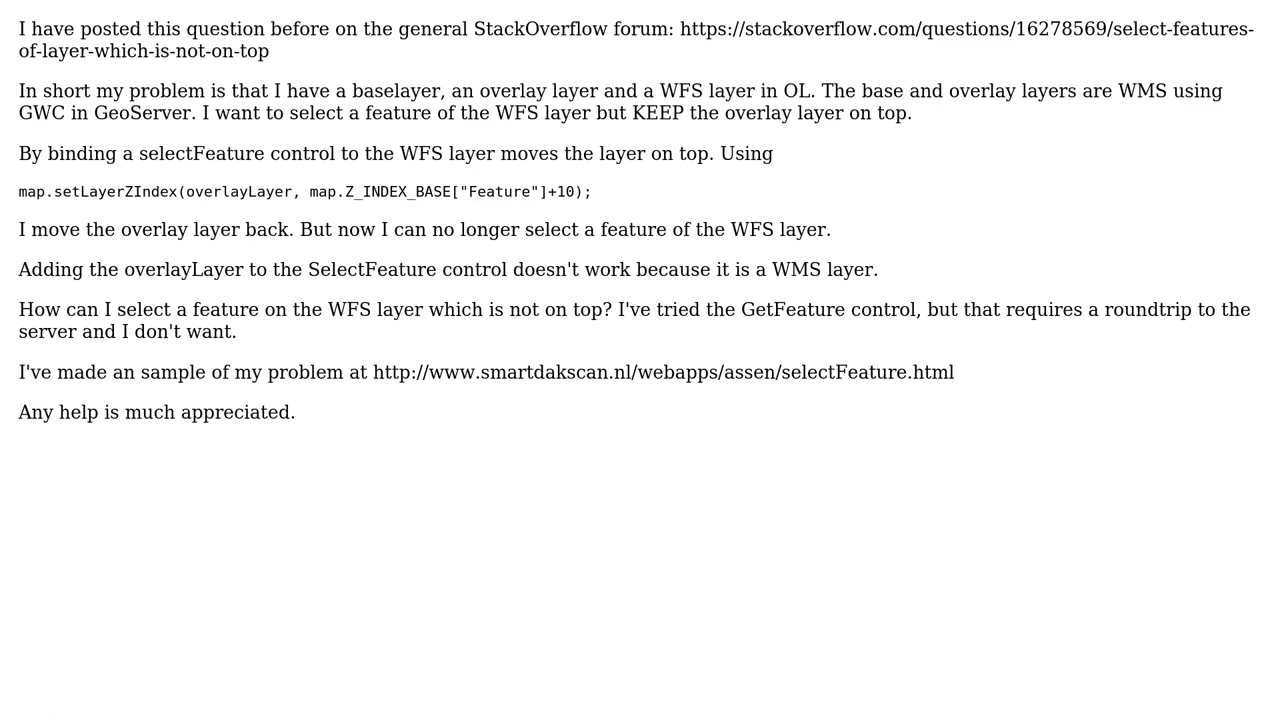 I have posted this question before on the general StackOverflow forum: https://stackoverflow.com/questions/16278569/select-features-
of-layer-which-is-not-on-top
In short my problem is that I have a baselayer, an overlay layer and a WFS layer in OL. The base and overlay layers are WMS using
GWC in GeoServer. I want to select a feature of the WFS layer but KEEP the overlay layer on top.
By binding a selectFeature control to the WFS layer moves the layer on top. Using
map.setLayerZIndex(overlayLayer, map.Z_INDEX_BASE["Feature"]+10);
I move the overlay layer back. But now I can no longer select a feature of the WFS layer.
Adding the overlayLayer to the SelectFeature control doesn't work because it is a WMS layer.
How can I select a feature on the WFS layer which is not on top? I've tried the GetFeature control, but that requires a roundtrip to the
server and I don't want.
I've made an sample of my problem at http://www.smartdakscan.nl/webapps/assen/selectFeature.html
Any help is much appreciated.